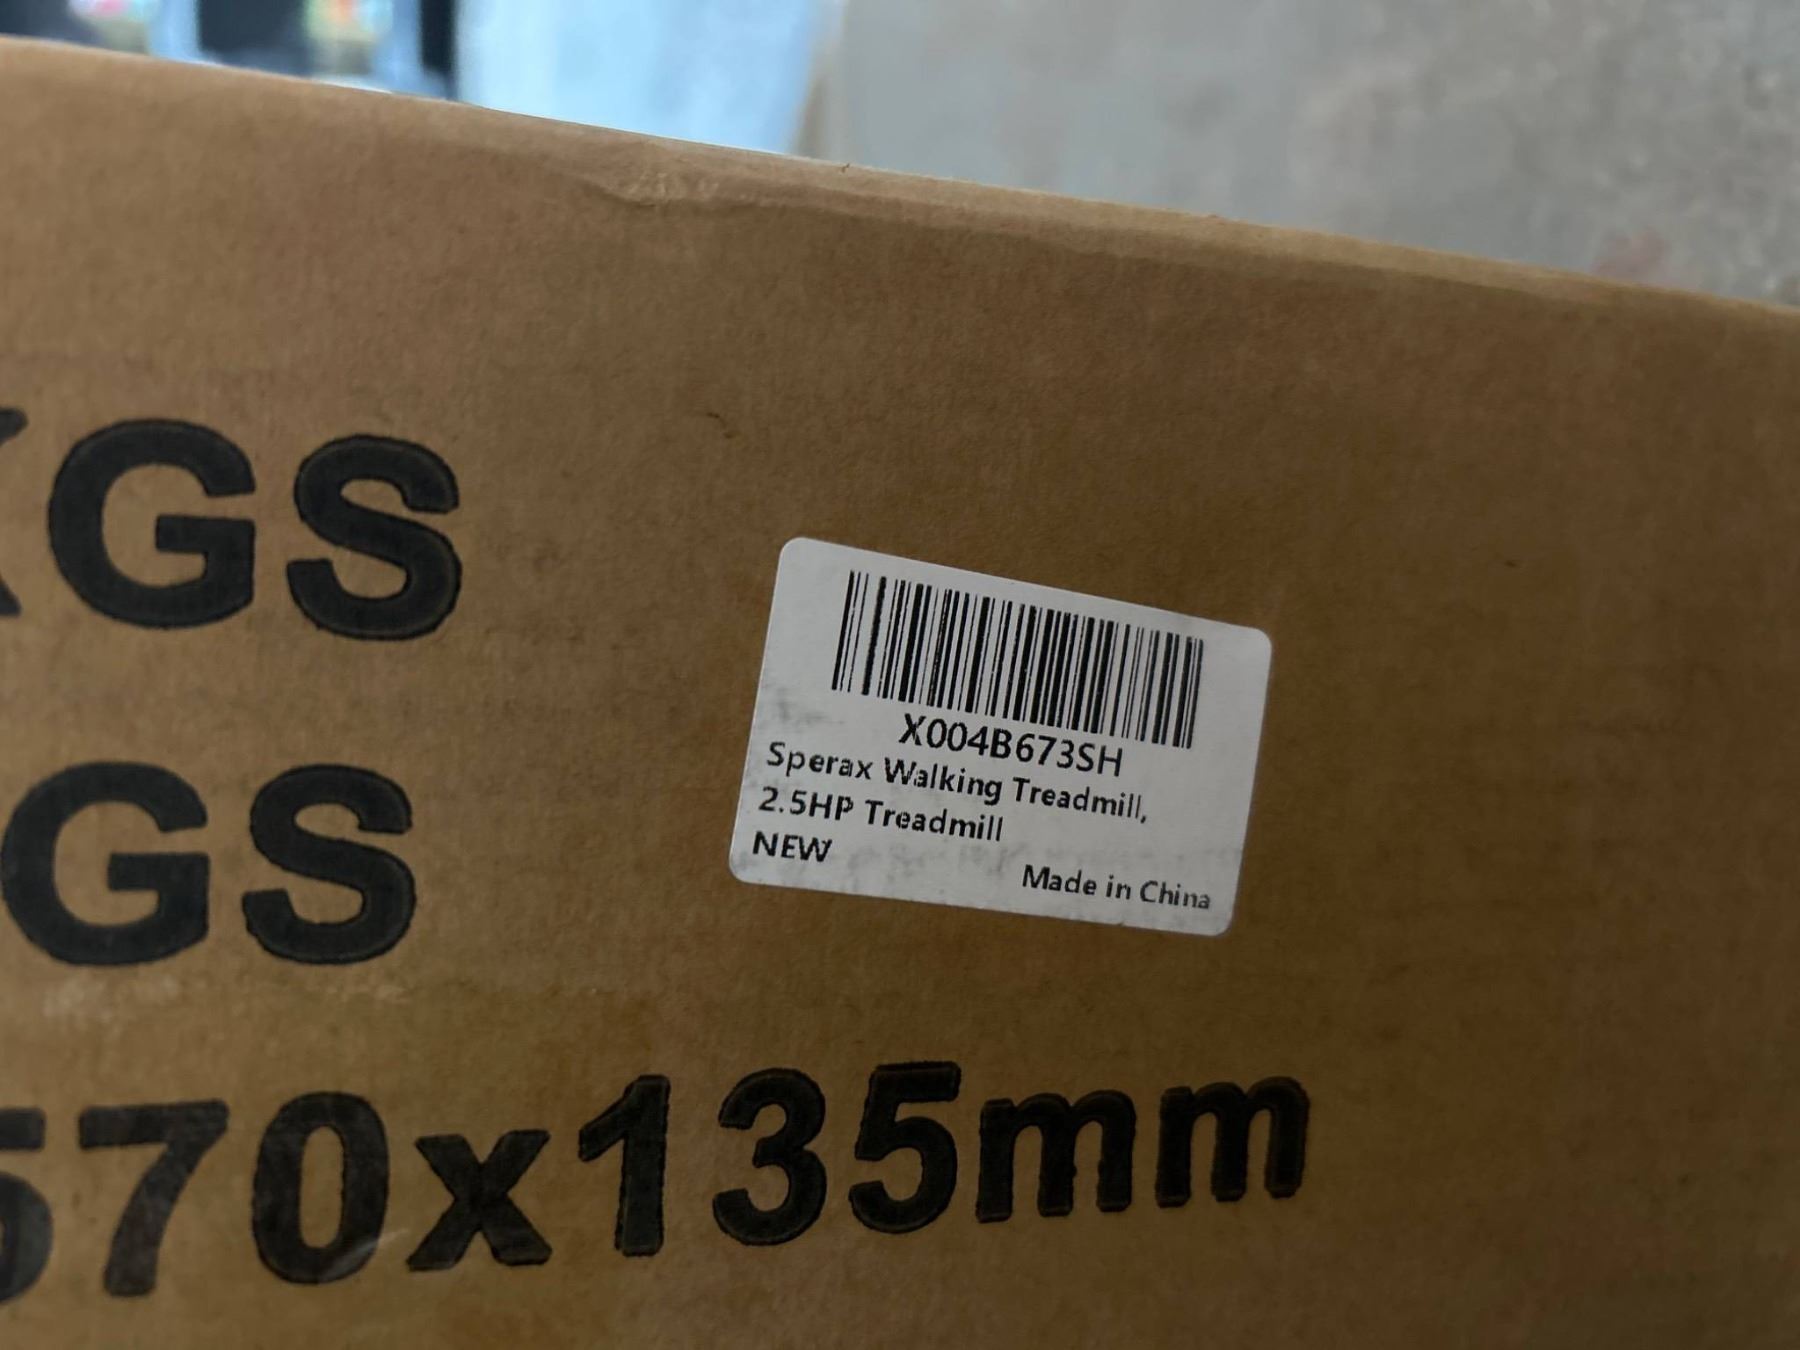 KGS
X004B673SH
Sperax Walking Treadmill,
2.5HP Treadmill
NEW
Made in China
GS
570x135mm